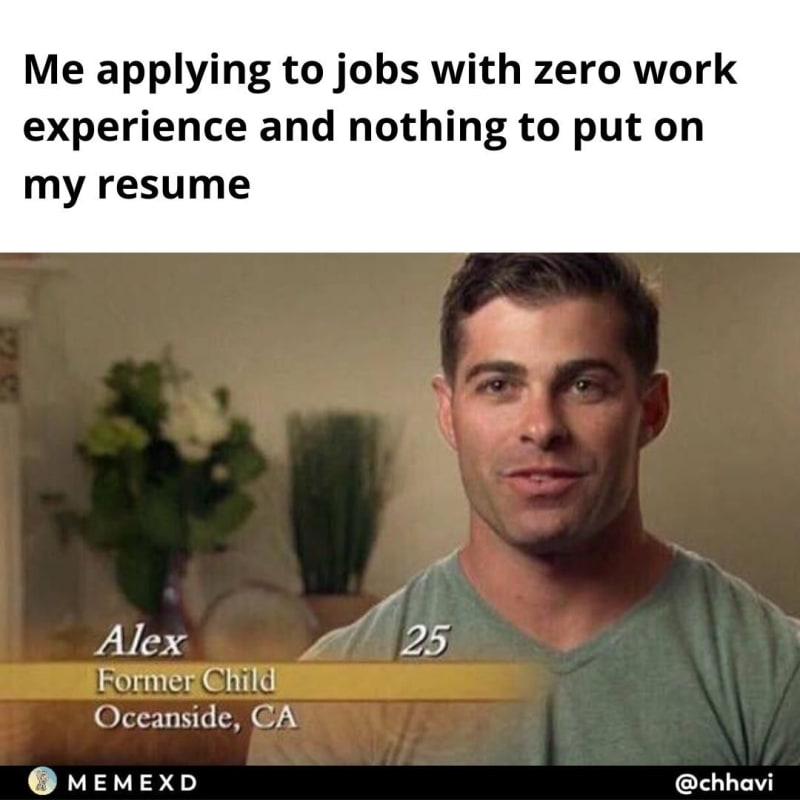 Me applying to jobs with zero work
experience and nothing to put on
my resume
Alex 25
Former Child
Oceanside, CA
MEMEXD @chhavi